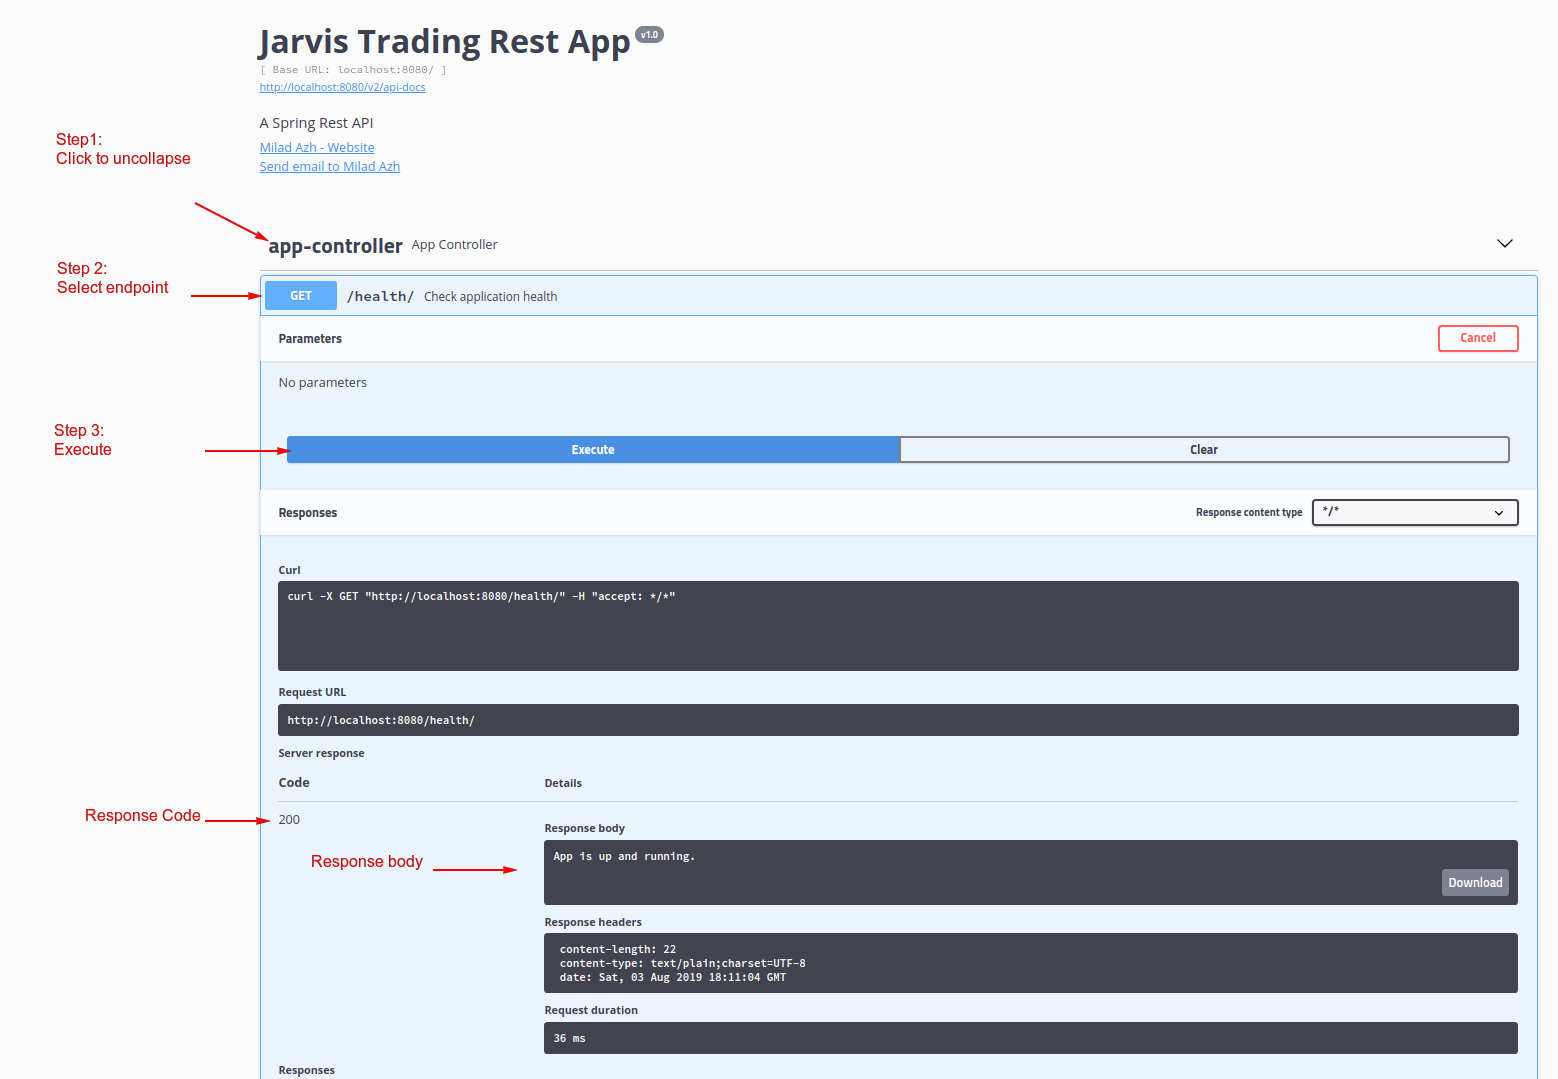 Jarvis Trading Rest App v1.0
[ Base URL: localhost:8080/ ]
http://localhost:8080/v2/api-docs
A Spring Rest API
Step1:
Click to uncollapse
Milad Azh - Website
Send email to Milad Azh
app-controller App Controller
Step 2:
Select endpoint
GET /health/ Check application health
Parameters Cancel
No parameters
Step 3:
Execute
Execute Clear
Responses Response content type */*
Curl
curl -X GET "http://localhost:8080/health/" -H "accept: */*"
Request URL
http://localhost:8080/health/
Server response
Code Details
Response Code
200
Response body
Response body
App is up and running.
Download
Response headers
content-length: 22
content-type: text/plain;charset=UTF-8
date: Sat, 03 Aug 2019 18:11:04 GMT
Request duration
36 ms
Responses